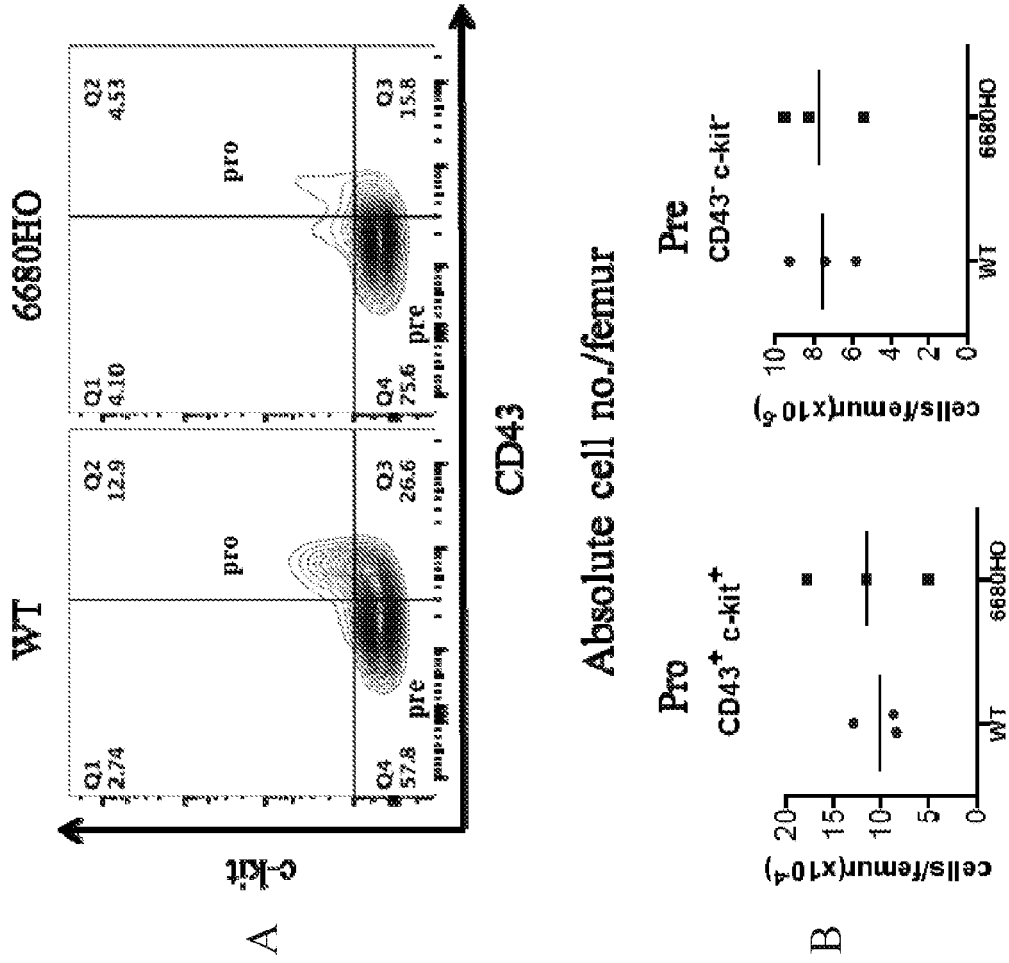 A
WT
6680HO
c-kit
Q1
2.74
Q2
12.9
pro
Q4
57.8
pre
Q3
26.6
Q1
4.10
Q2
4.53
pro
Q4
75.6
pre
Q3
15.8
CD43
B
Absolute cell no./femur
Pro
CD43+ c-kit+
cells/femur(x10-4)
20
15
10
5
0
WT
6680HO
Pre
CD43- c-kit-
cells/femur(x10-5)
10
8
6
4
2
0
WT
6680HO